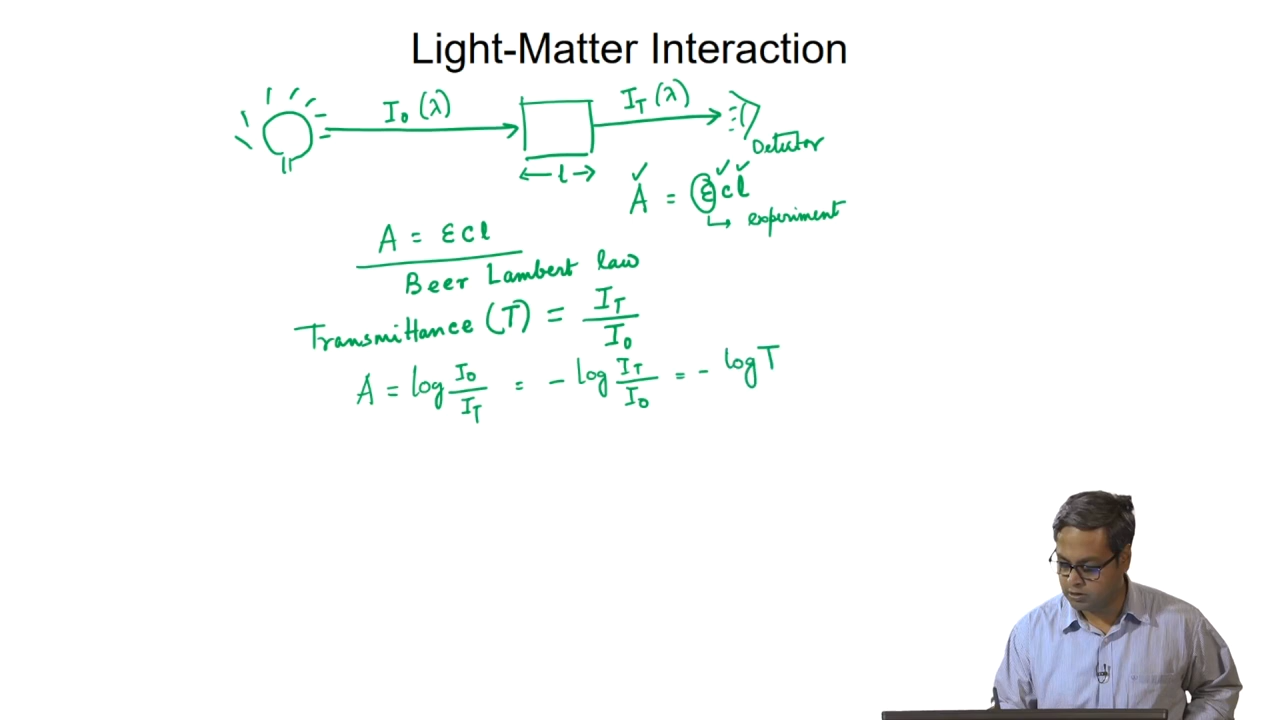 Light-Matter Interaction
I₀ (λ)
I_T (λ)
Detector
l
A = εcl
experiment
A = εcl
Beer Lambert law
Transmittance (T) = I_T / I₀
A = log I₀ / I_T = - log I_T / I₀ = - log T